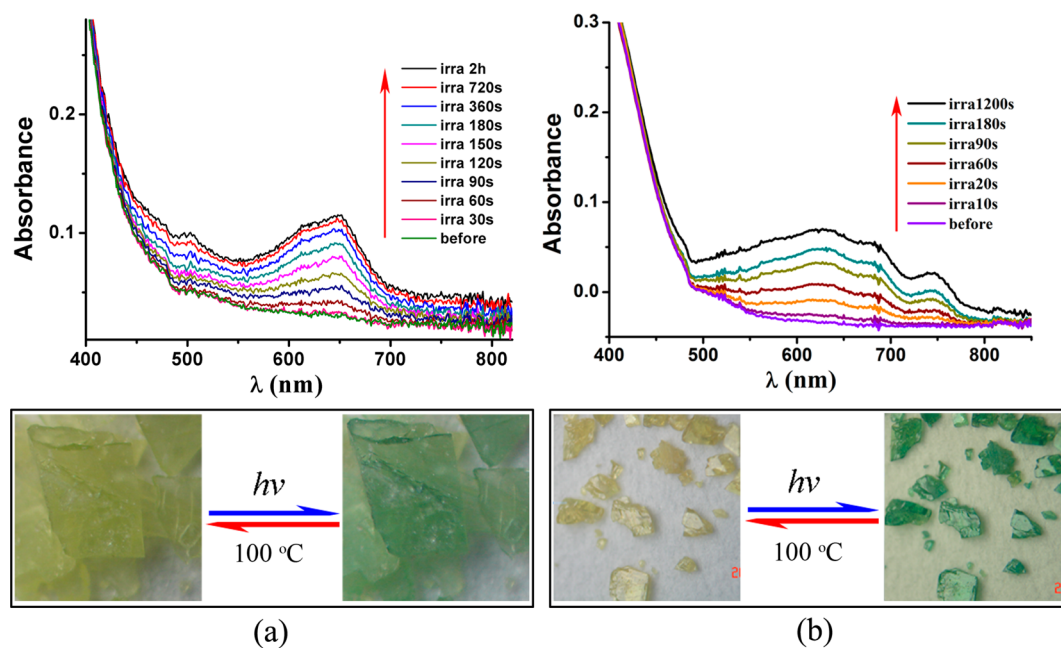 Absorbance
0.2
0.1
irra 2h
irra 720s
irra 360s
irra 180s
irra 150s
irra 120s
irra 90s
irra 60s
irra 30s
before
400 500 600 700 800
λ (nm)
Absorbance
0.3
0.2
0.1
0.0
irra1200s
irra180s
irra90s
irra60s
irra20s
irra10s
before
400 500 600 700 800
λ (nm)
hν
100 °C
hν
100 °C
(a)
(b)